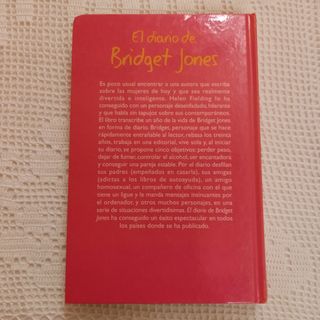 El diario de
Bridget Jones
Es poco usual encontrar a una autora que escriba
sobre las mujeres de hoy y que sea realmente
divertida e inteligente. Helen Fielding lo ha
conseguido con un personaje desenfadado, hilarante
y que habla sin tapujos sobre sus contemporáneos.
El libro transcribe un año de la vida de Bridget Jones
en forma de diario. Bridget, personaje que se hace
rápidamente entrañable al lector, rebasa los treinta
años, trabaja en una editorial, vive sola y, al iniciar
tu diario, se propone cinco objetivos: perder peso,
dejar de fumar, controlar el alcohol, ser encantadora
y conseguir una pareja estable. Por el diario desfilan
sus padres (empeñados en casarla), sus
amigas (adictas a los libros de autoayuda), un amigo
homosexual, un compañero de oficina con el que
tiene un ligue y la manda mensajes insinuantes por
el ordenador, y otros muchos personajes, en una
serie de situaciones divertidísimas. El diario de Bridget
Jones ha conseguido un éxito espectacular en todos
los países donde se ha publicado.